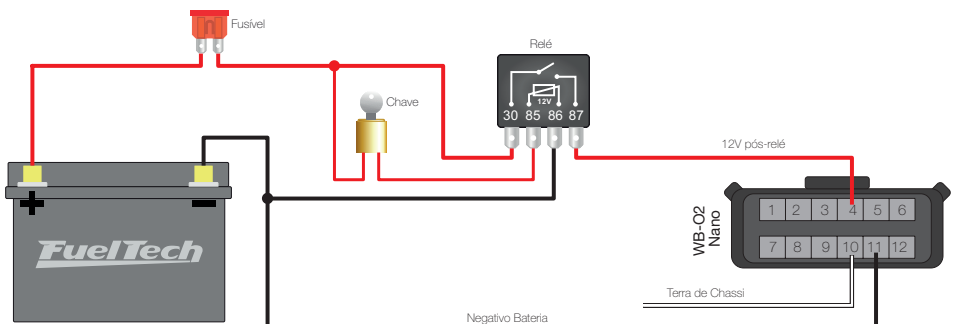 Fusível
Relé
Chave
12V
30 85 86 87
12V pós-relé
+ -
FuelTech
WB-O2
Nano
1 2 3 4 5 6
7 8 9 10 11 12
Terra de Chassi
Negativo Bateria